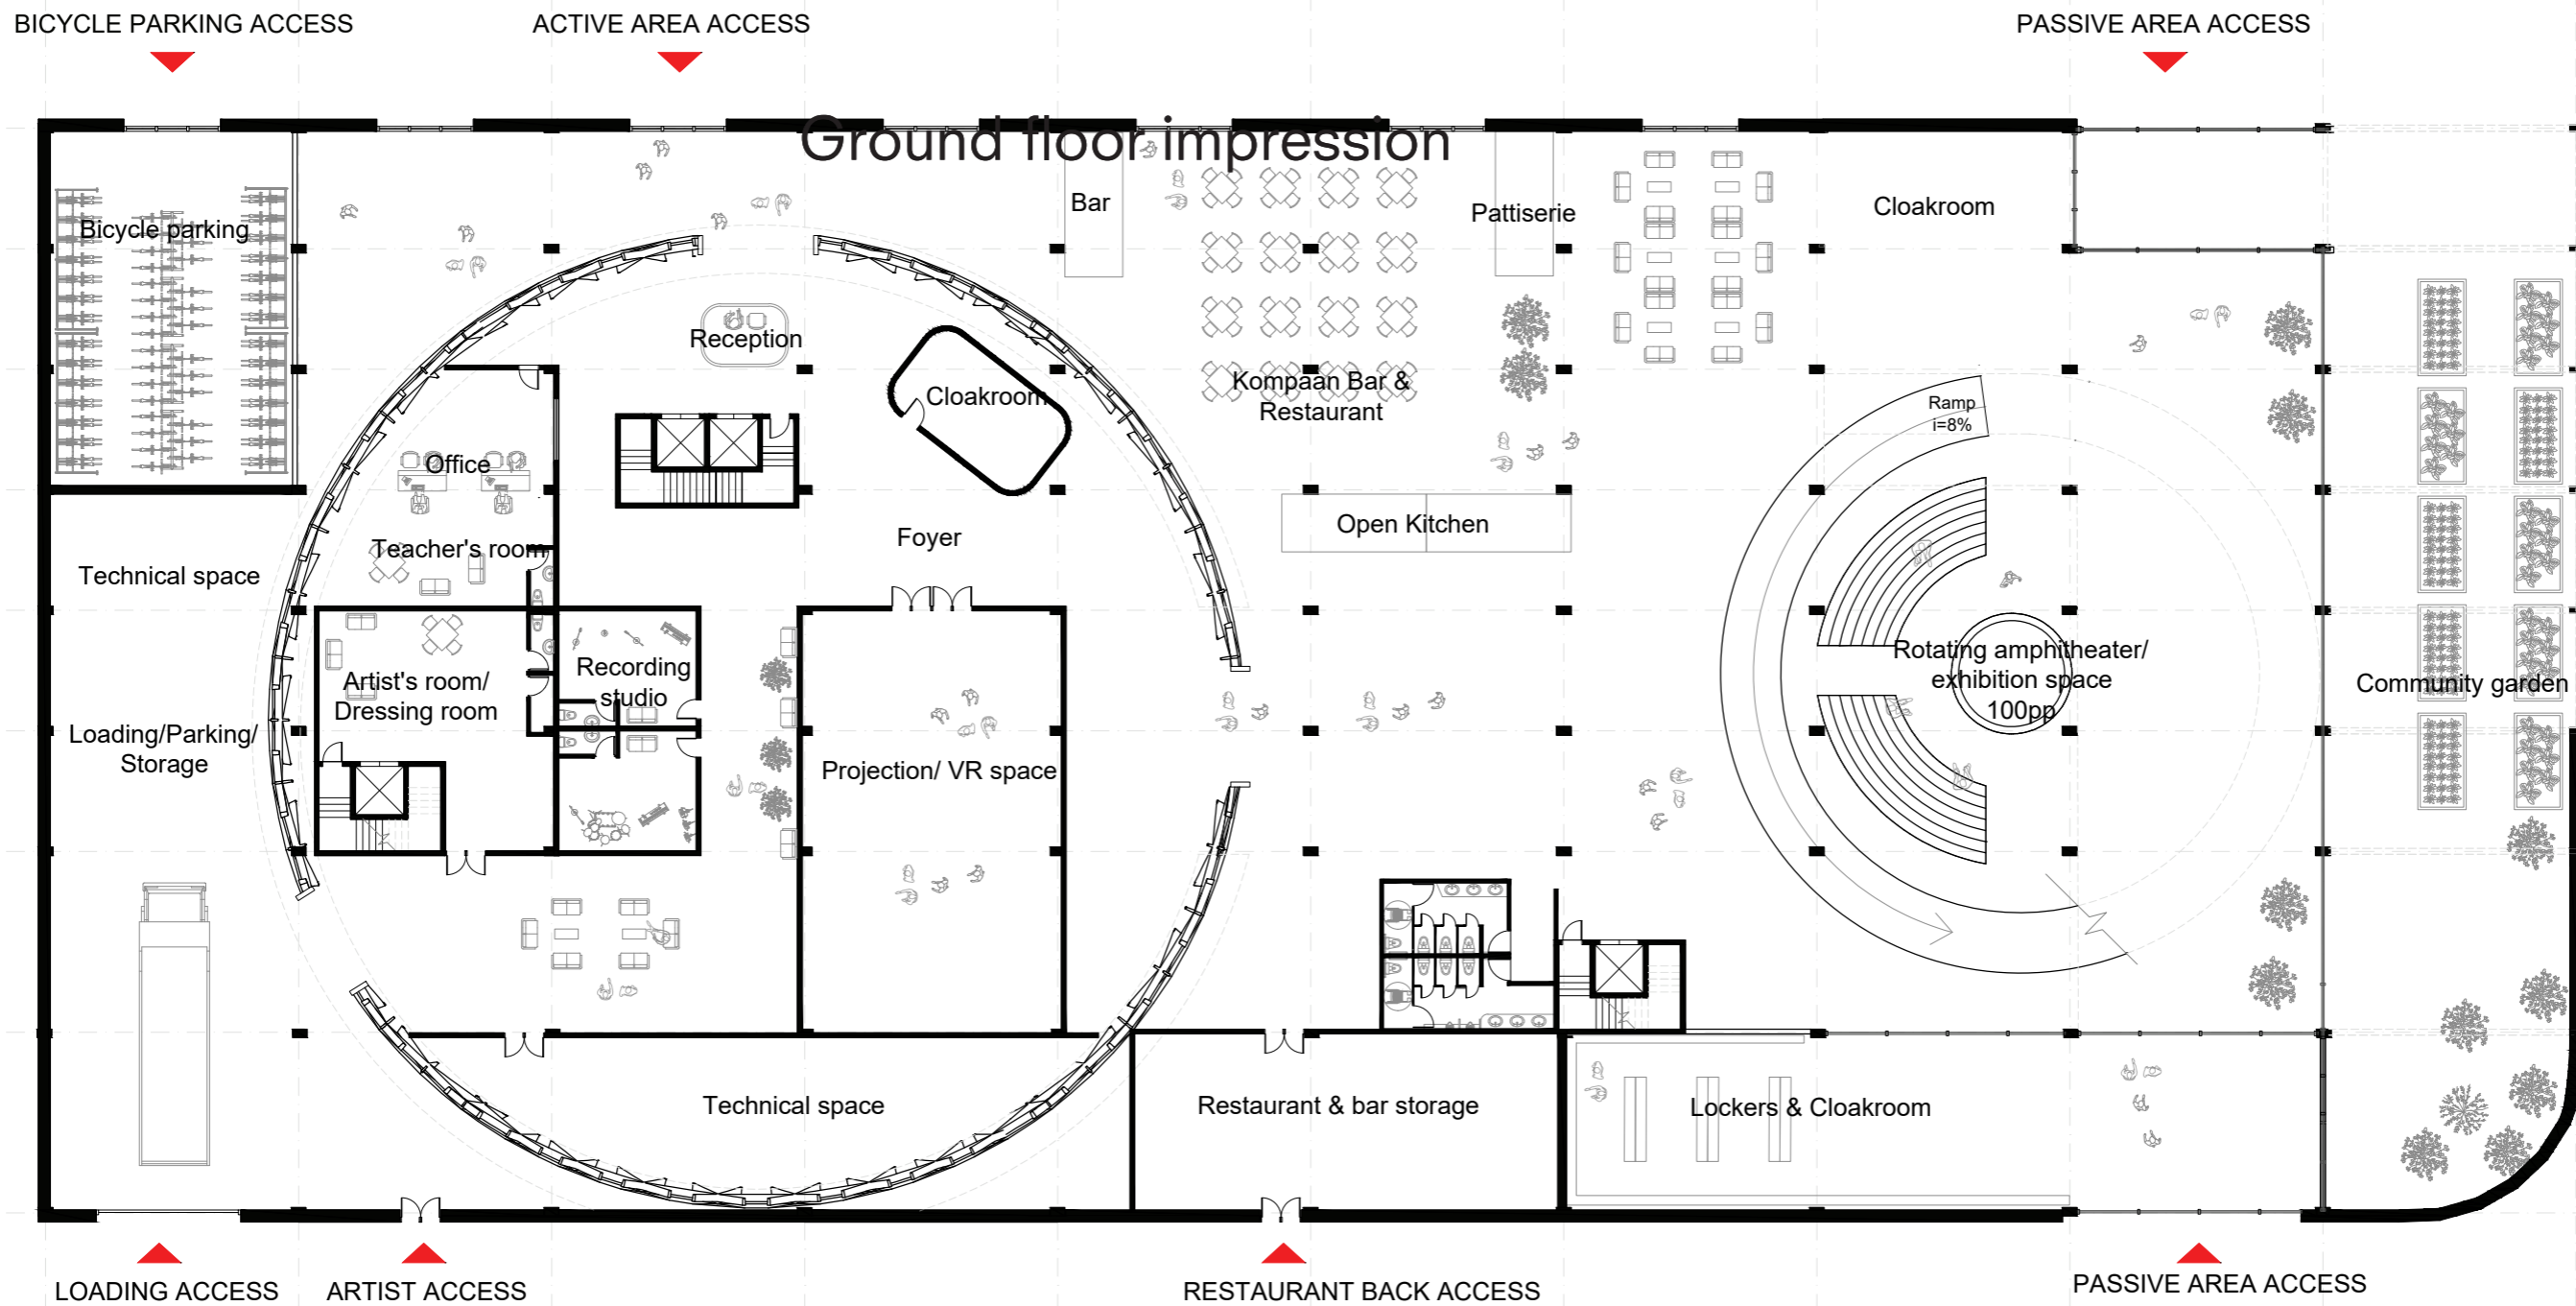 BICYCLE PARKING ACCESS
ACTIVE AREA ACCESS
PASSIVE AREA ACCESS
Ground floor impression
Bar
Pattiserie
Cloakroom
Bicycle parking
Reception
Cloakroom
Kompaan Bar &
Restaurant
Ramp
i=8%
Office
Open Kitchen
Foyer
Teacher's room
Technical space
Recording
studio
Artist's room/
Dressing room
Rotating amphitheater/
exhibition space
100pp
Community garden
Loading/Parking/
Storage
Projection/ VR space
Technical space
Restaurant & bar storage
Lockers & Cloakroom
LOADING ACCESS
ARTIST ACCESS
RESTAURANT BACK ACCESS
PASSIVE AREA ACCESS